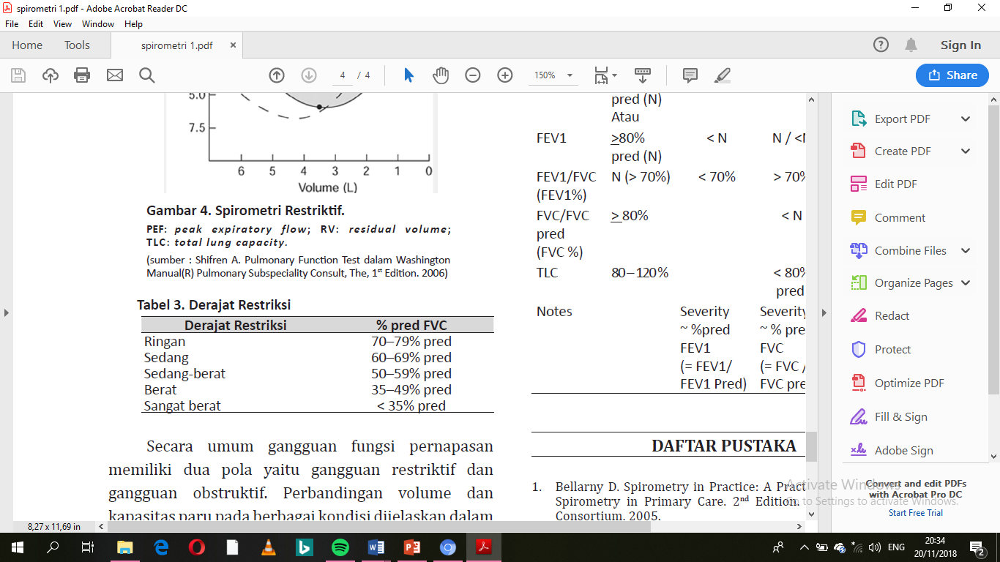 spirometri 1.pdf - Adobe Acrobat Reader DC
File Edit View Window Help
Home Tools spirometri 1.pdf × ? Sign In
4 / 4 150% Share
5.0
7.5
6 5 4 3 2 1 0
Volume (L)
Gambar 4. Spirometri Restriktif.
PEF: peak expiratory flow; RV: residual volume;
TLC: total lung capacity.
(sumber : Shifren A. Pulmonary Function Test dalam Washington
Manual(R) Pulmonary Subspeciality Consult, The, 1st Edition. 2006)
Tabel 3. Derajat Restriksi
Derajat Restriksi % pred FVC
Ringan 70–79% pred
Sedang 60–69% pred
Sedang-berat 50–59% pred
Berat 35–49% pred
Sangat berat < 35% pred
Secara umum gangguan fungsi pernapasan
memiliki dua pola yaitu gangguan restriktif dan
gangguan obstruktif. Perbandingan volume dan
kapasitas paru pada berbagai kondisi dijelaskan dalam
pred (N)
Atau
FEV1 >80% < N N / <N
pred (N)
FEV1/FVC N (> 70%) < 70% > 70%
(FEV1%)
FVC/FVC > 80% < N
pred
(FVC %)
TLC 80–120% < 80%
pred
Notes Severity Severity
~ %pred ~ % pre
FEV1 FVC
(= FEV1/ (= FVC /
FEV1 Pred) FVC pre
DAFTAR PUSTAKA
1. Bellarny D. Spirometry in Practice: A Pract
Spirometry in Primary Care. 2nd Edition.
Consortium. 2005.
Export PDF
Create PDF
Edit PDF
Comment
Combine Files
Organize Pages
Redact
Protect
Optimize PDF
Fill & Sign
Adobe Sign
Convert and edit PDFs
with Acrobat Pro DC
Start Free Trial
Activate Windows
Go to Settings to activate Windows.
8,27 x 11,69 in
ENG 20:34
20/11/2018 2